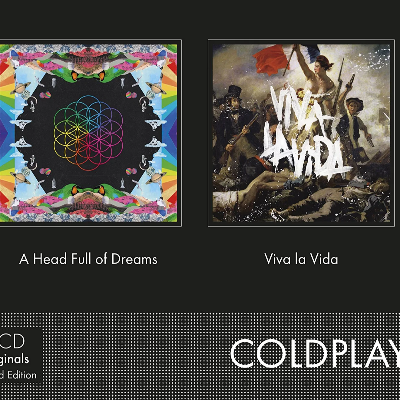 VIVA
LA VIDA
A Head Full of Dreams
Viva la Vida
CD
ginals
d Edition
COLDPLAY